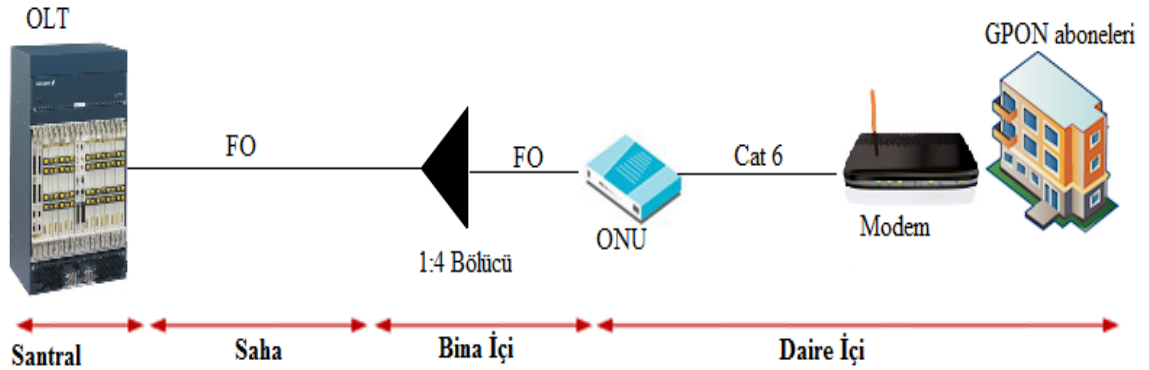 OLT
GPON aboneleri
FO
FO
Cat 6
ONU
Modem
1:4 Bölücü
Santral
Saha
Bina İçi
Daire İçi